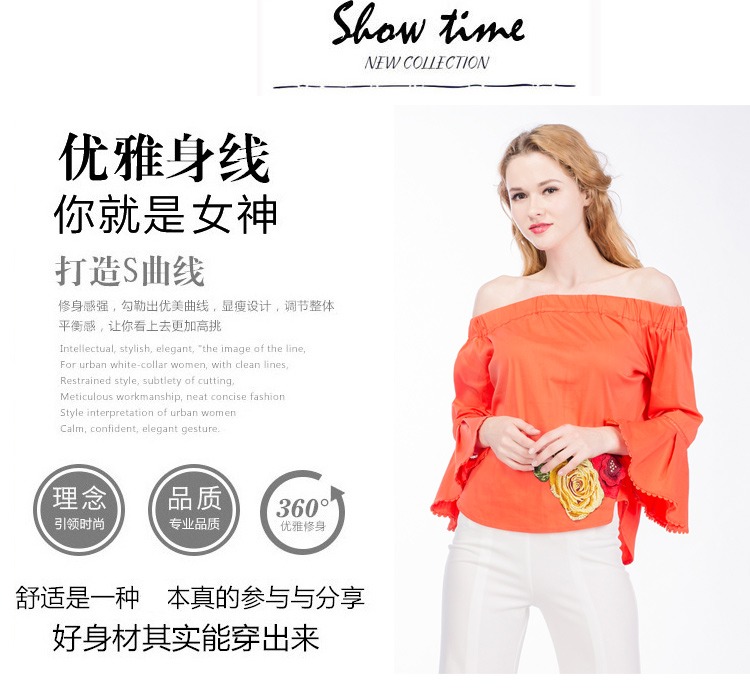 Show time
NEW COLLECTION
优雅身线
你就是女神
打造S曲线
修身感强，勾勒出优美曲线，显瘦设计，调节整体
平衡感，让你看上去更加高挑
Intellectual, stylish, elegant, "the image of the line,
For urban white-collar women, with clean lines,
Restrained style, subtlety of cutting,
Meticulous workmanship, neat concise fashion
Style interpretation of urban women
Calm, confident, elegant gesture.
理念
引领时尚
品质
专业品质
360°
优雅修身
舒适是一种 本真的参与与分享
好身材其实能穿出来